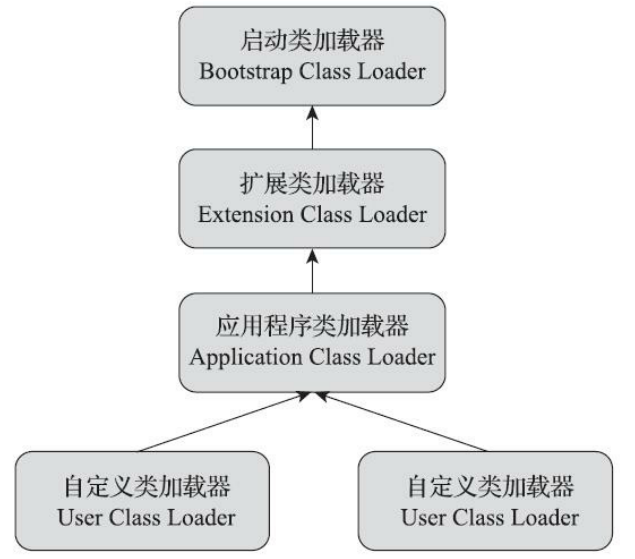 启动类加载器
Bootstrap Class Loader
扩展类加载器
Extension Class Loader
应用程序类加载器
Application Class Loader
自定义类加载器
User Class Loader
自定义类加载器
User Class Loader